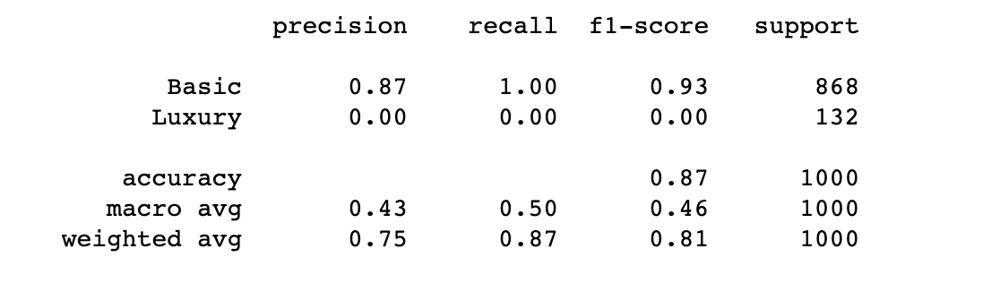 precision recall f1-score support
Basic 0.87 1.00 0.93 868
Luxury 0.00 0.00 0.00 132
accuracy 0.87 1000
macro avg 0.43 0.50 0.46 1000
weighted avg 0.75 0.87 0.81 1000